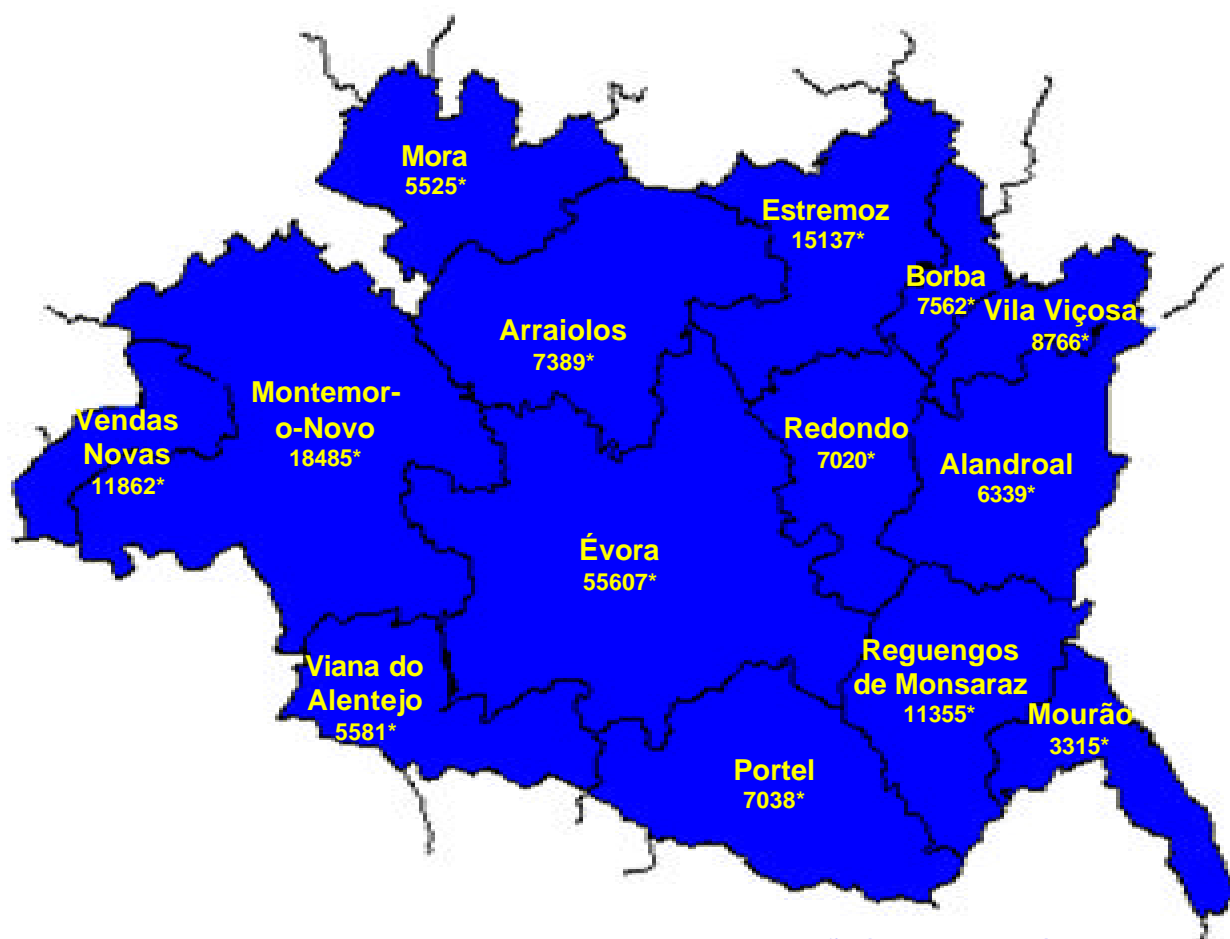 Mora
5525*
Estremoz
15137*
Borba
7562*
Vila Viçosa
8766*
Arraiolos
7389*
Montemor-
o-Novo
18485*
Vendas
Novas
11862*
Redondo
7020*
Alandroal
6339*
Évora
55607*
Reguengos
de Monsaraz
11355*
Viana do
Alentejo
5581*
Mourão
3315*
Portel
7038*